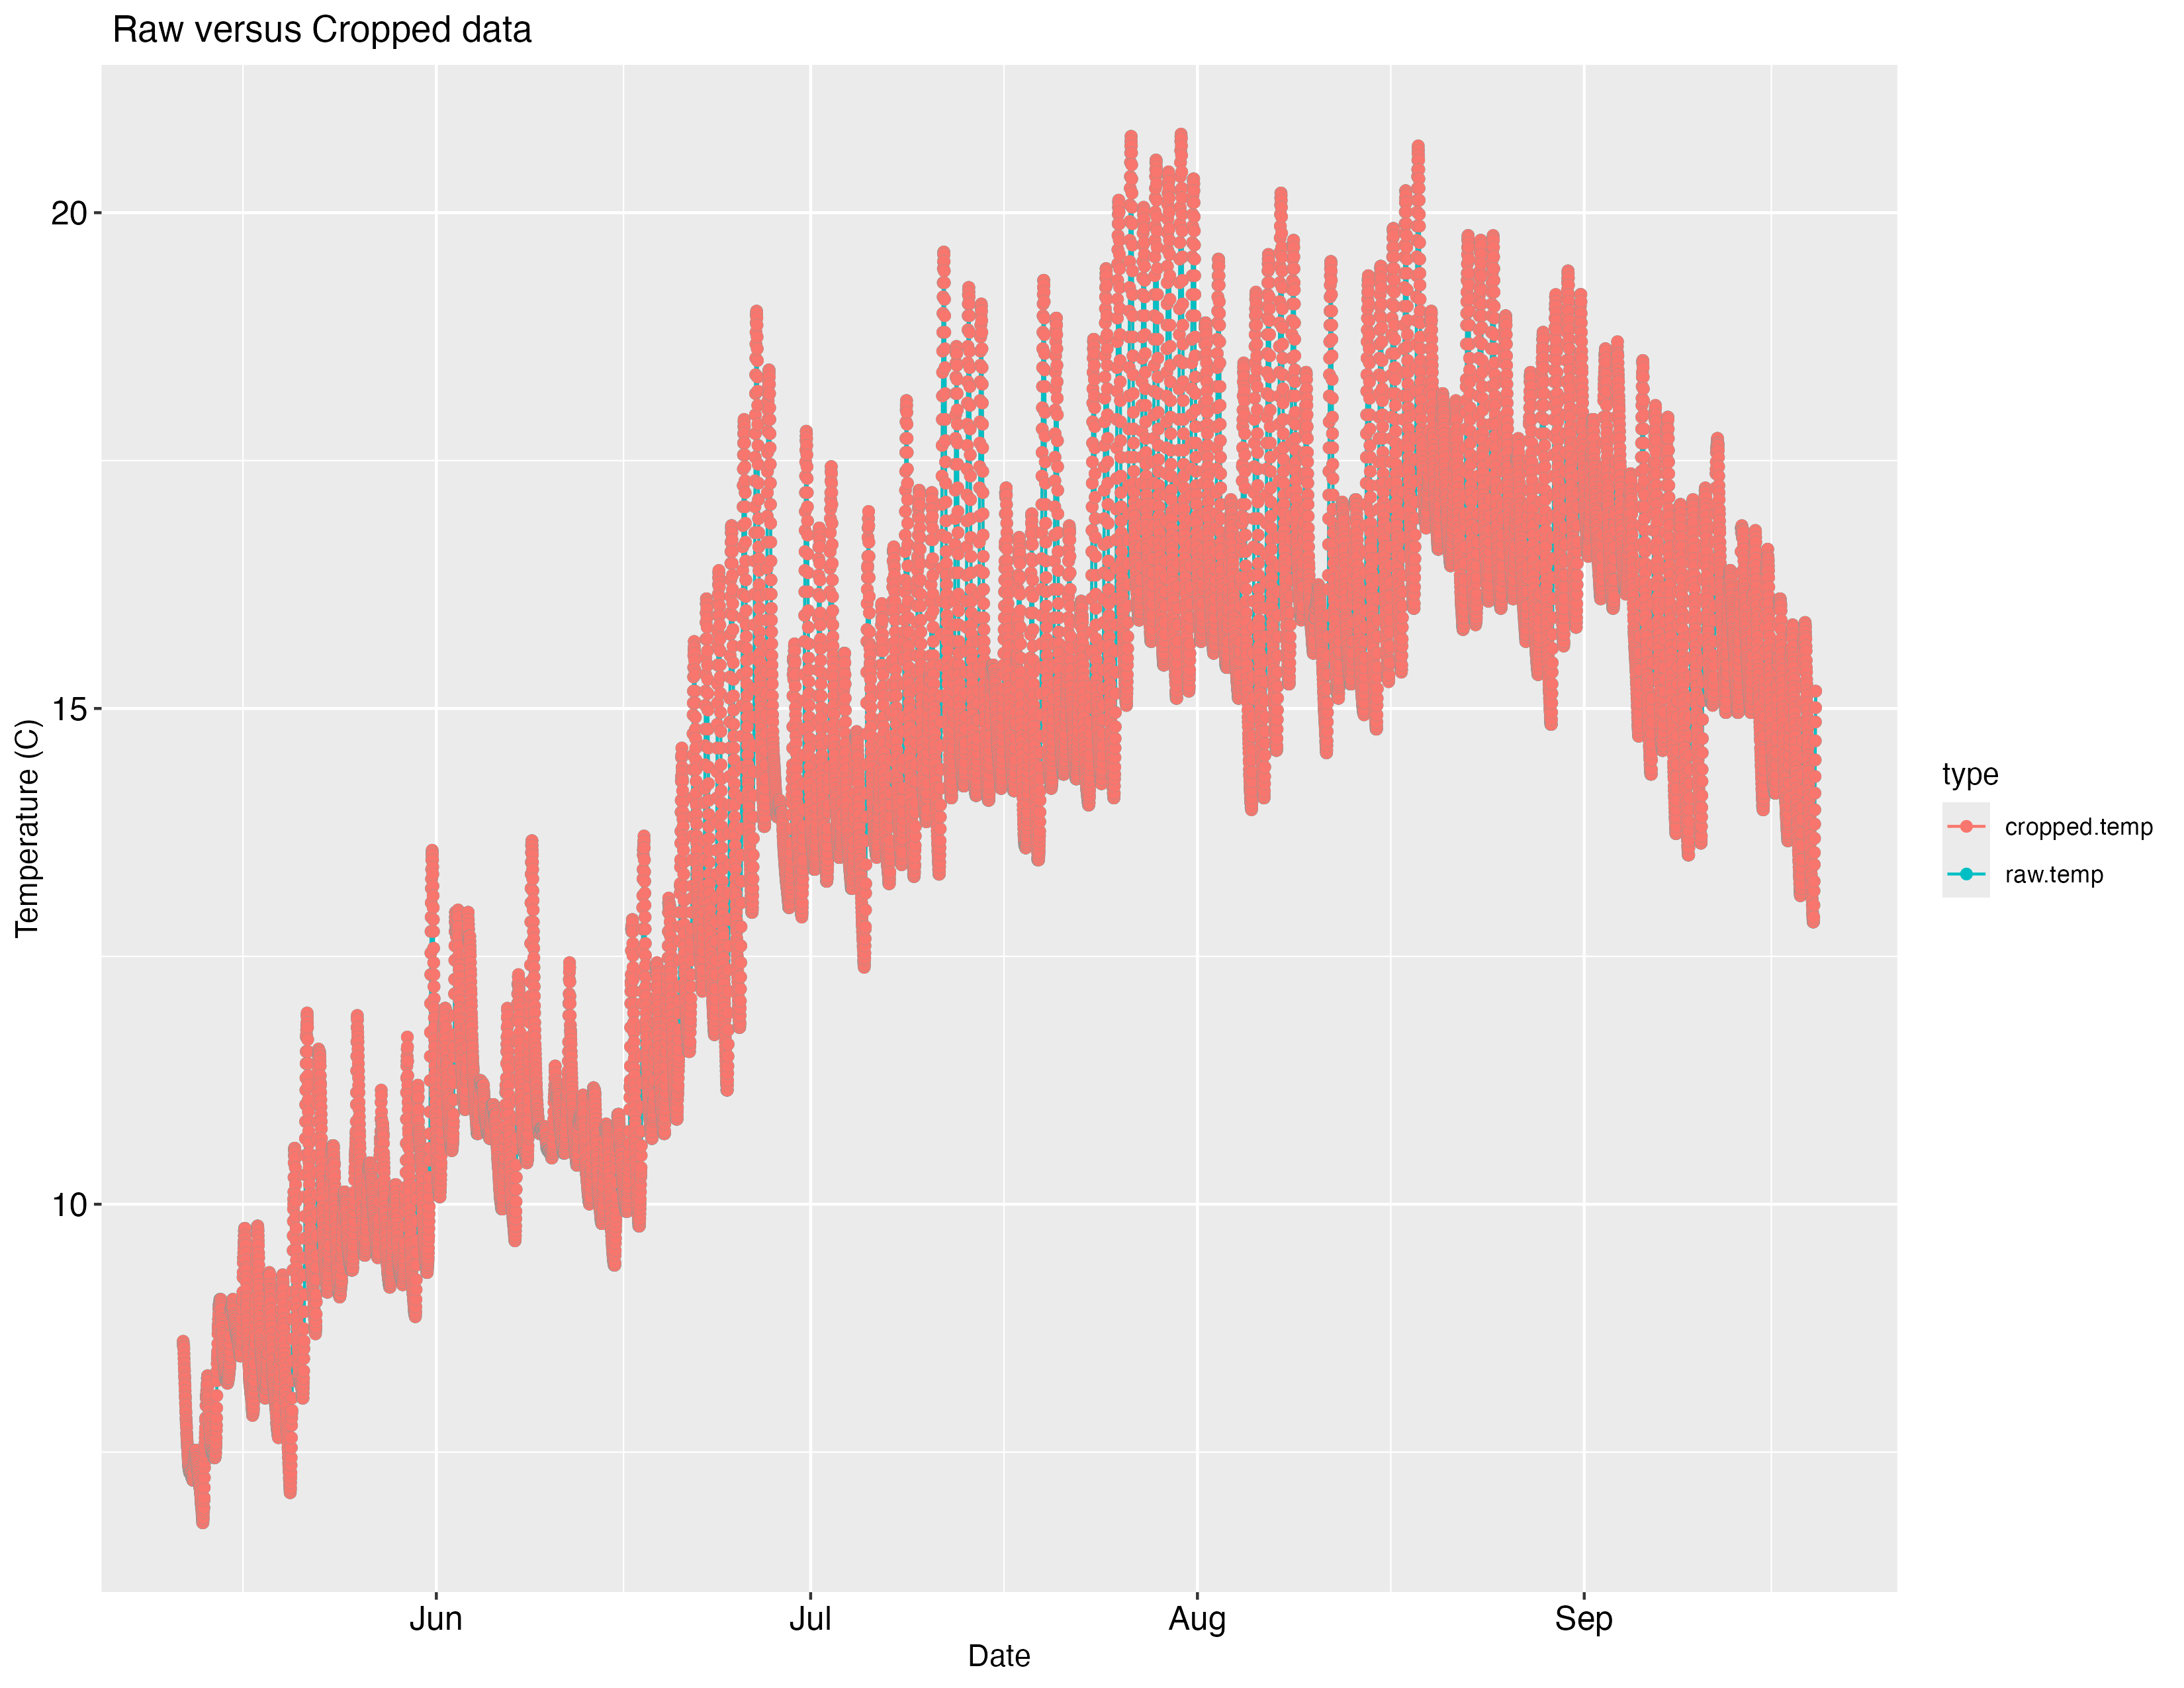 Raw versus Cropped data
Temperature (C)
20
15
10
Jun
Jul
Aug
Sep
Date
type
cropped.temp
raw.temp